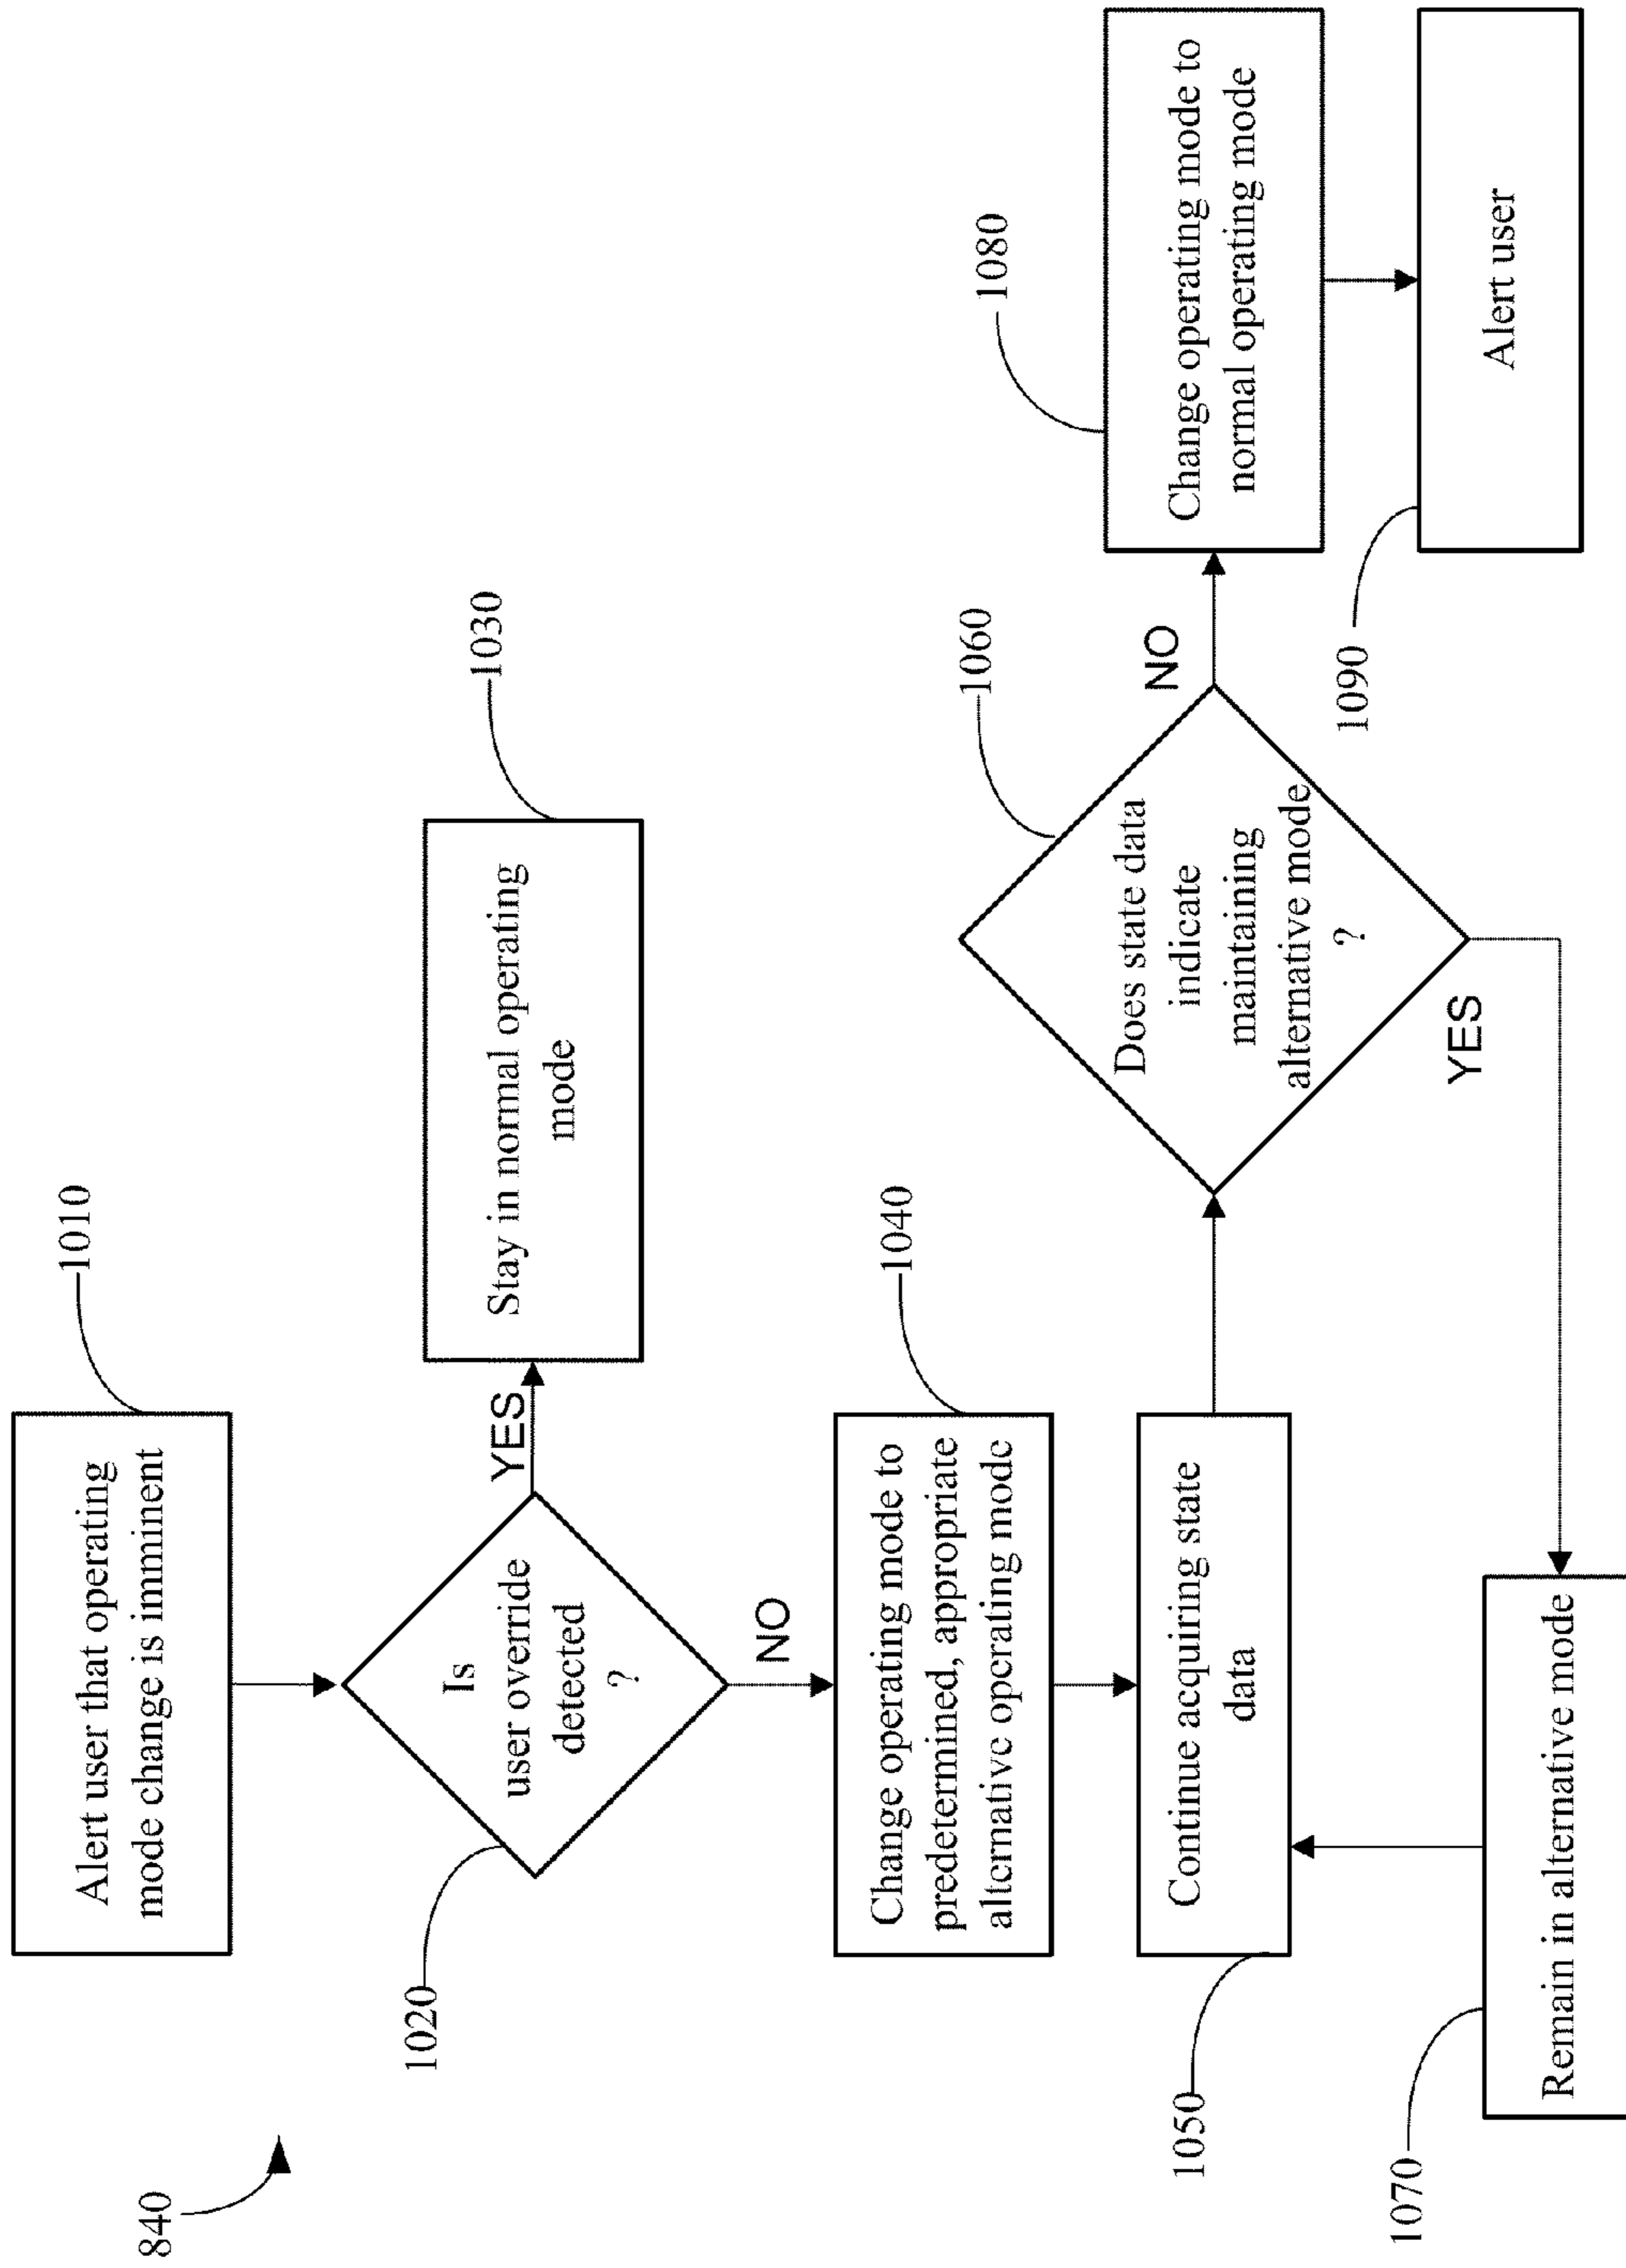 840
1010
Alert user that operating
mode change is imminent
1020
Is
user override
detected
?
YES
1030
Stay in normal operating
mode
NO
1040
Change operating mode to
predetermined, appropriate
alternative operating mode
1050
Continue acquiring state
data
1060
Does state data
indicate
maintaining
alternative mode
?
YES
1070
Remain in alternative mode
NO
1080
Change operating mode to
normal operating mode
1090
Alert user